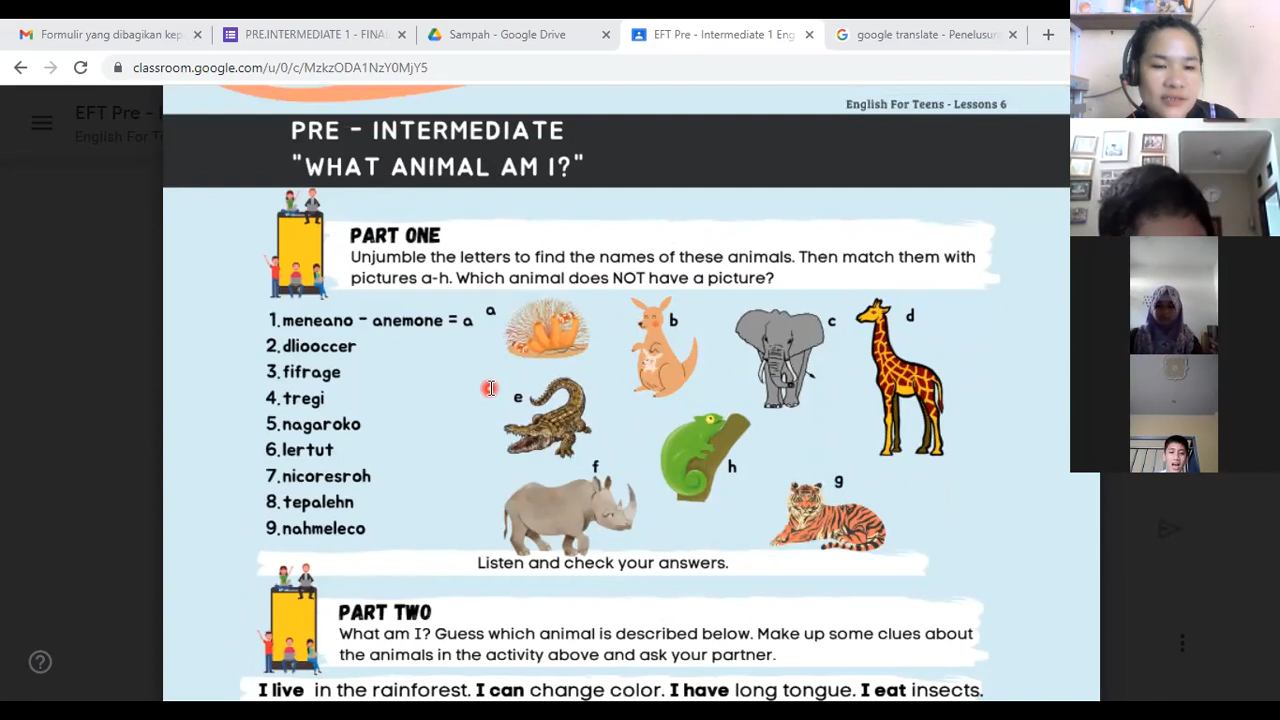 Formulir yang dibagikan kep
PRE.INTERMEDIATE 1 - FINAL
Sampah - Google Drive
EFT Pre - Intermediate 1 Eng
google translate - Penelusura
classroom.google.com/u/0/c/MzkzODA1NzY0MjY5
EFT Pre -
English For Te
English For Teens - Lessons 6
PRE - INTERMEDIATE
"WHAT ANIMAL AM I?"
PART ONE
Unjumble the letters to find the names of these animals. Then match them with
pictures a-h. Which animal does NOT have a picture?
1. meneano - anemone = a
2. dliooccer
3. fifrage
4. tregi
5. nagaroko
6. lertut
7. nicoresroh
8. tepalehn
9. nahmeleco
a
b
c
d
e
f
h
g
Listen and check your answers.
PART TWO
What am I? Guess which animal is described below. Make up some clues about
the animals in the activity above and ask your partner.
I live in the rainforest. I can change color. I have long tongue. I eat insects.